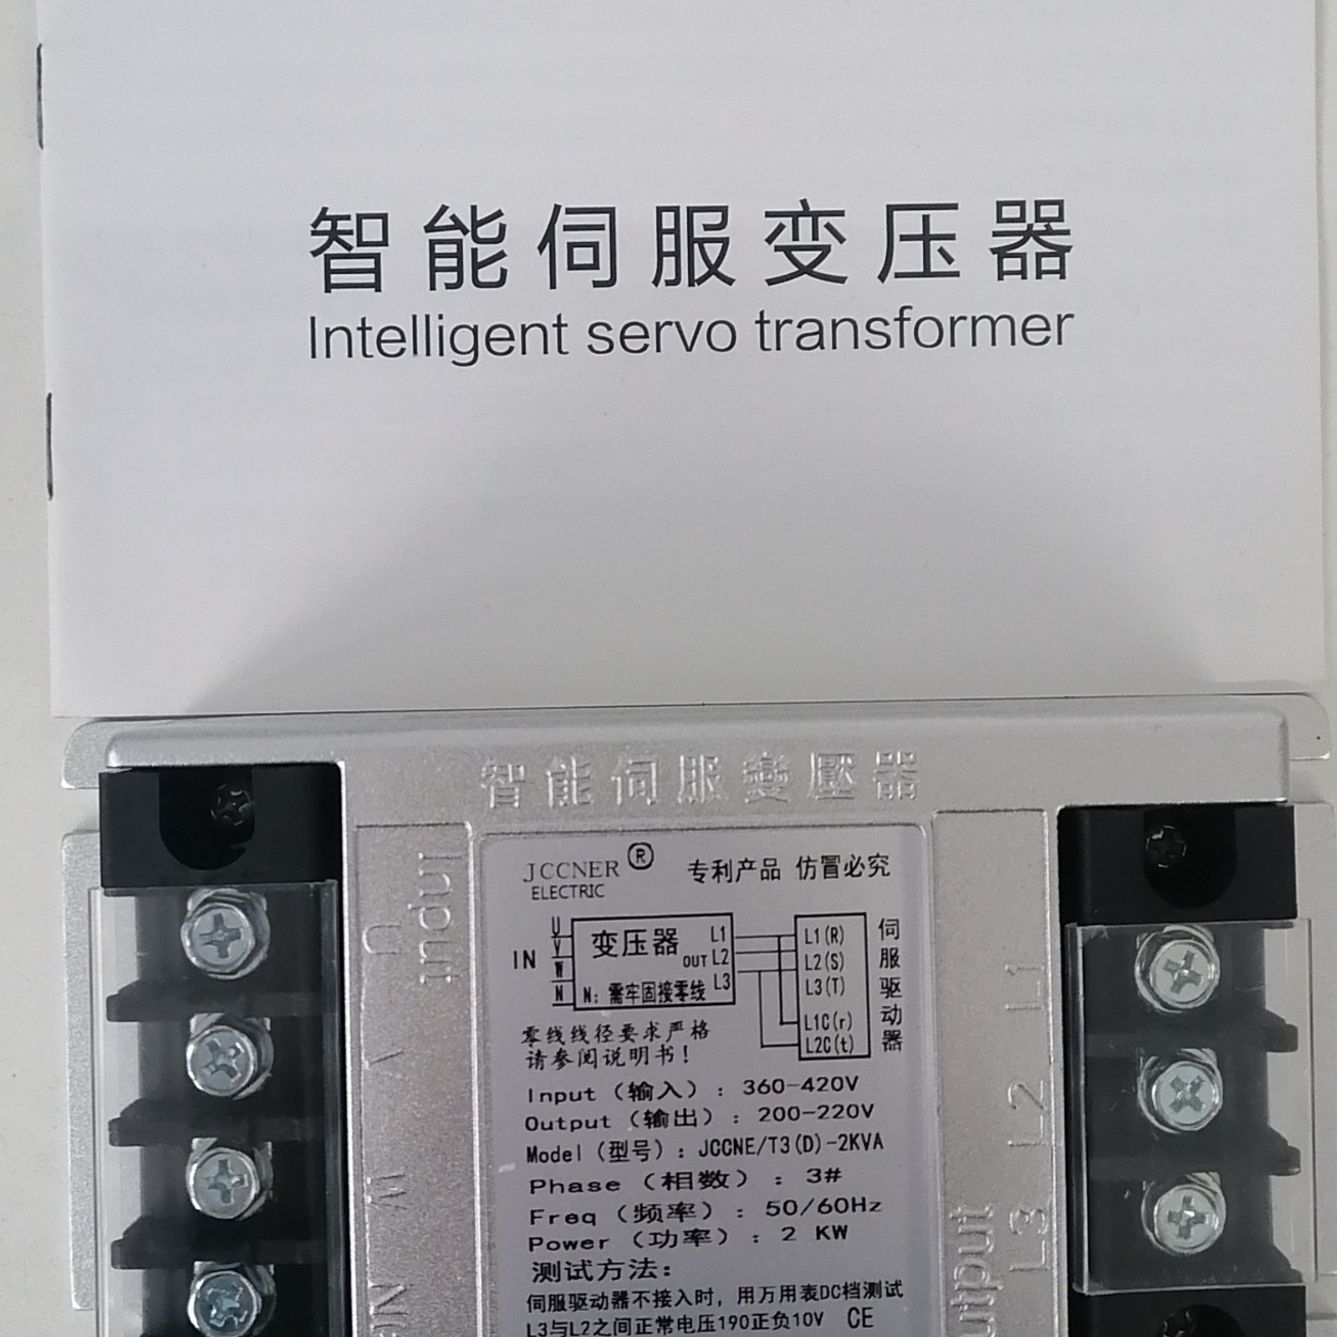 智能伺服变压器
Intelligent servo transformer
智能伺服變壓器
JCCNER ®
ELECTRIC
专利产品 仿冒必究
IN
U
V
W
N
变压器
OUT
L1
L2
L3
N：需牢固接零线
L1(R)
L2(S)
L3(T)
L1C(r)
L2C(t)
伺服驱动器
零线线径要求严格
请参阅说明书！
Input（输入）：360-420V
Output（输出）：200-220V
Model（型号）：JCCNE/T3(D)-2KVA
Phase（相数）：3#
Freq（频率）：50/60Hz
Power（功率）：2 KW
测试方法：
伺服驱动器不接入时，用万用表DC档测试
L3与L2之间正常电压190正负10V CE
Input
U
V
W
L1
L2
L3